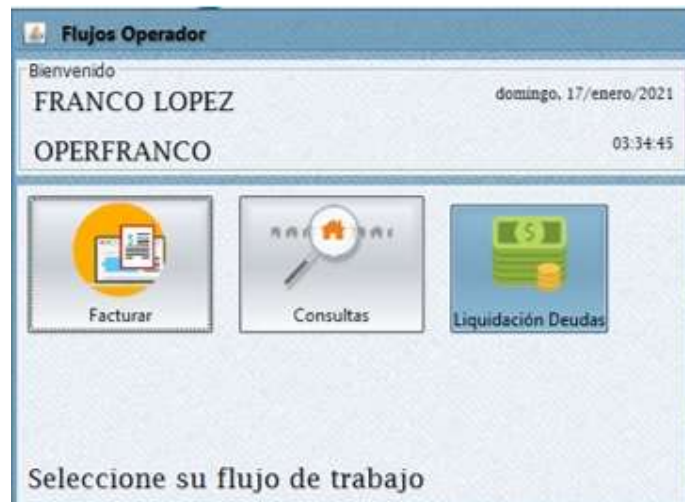 Flujos Operador
Bienvenido
FRANCO LOPEZ
domingo, 17/enero/2021
OPERFRANCO
03:34:45
Facturar
Consultas
Liquidación Deudas
Seleccione su flujo de trabajo